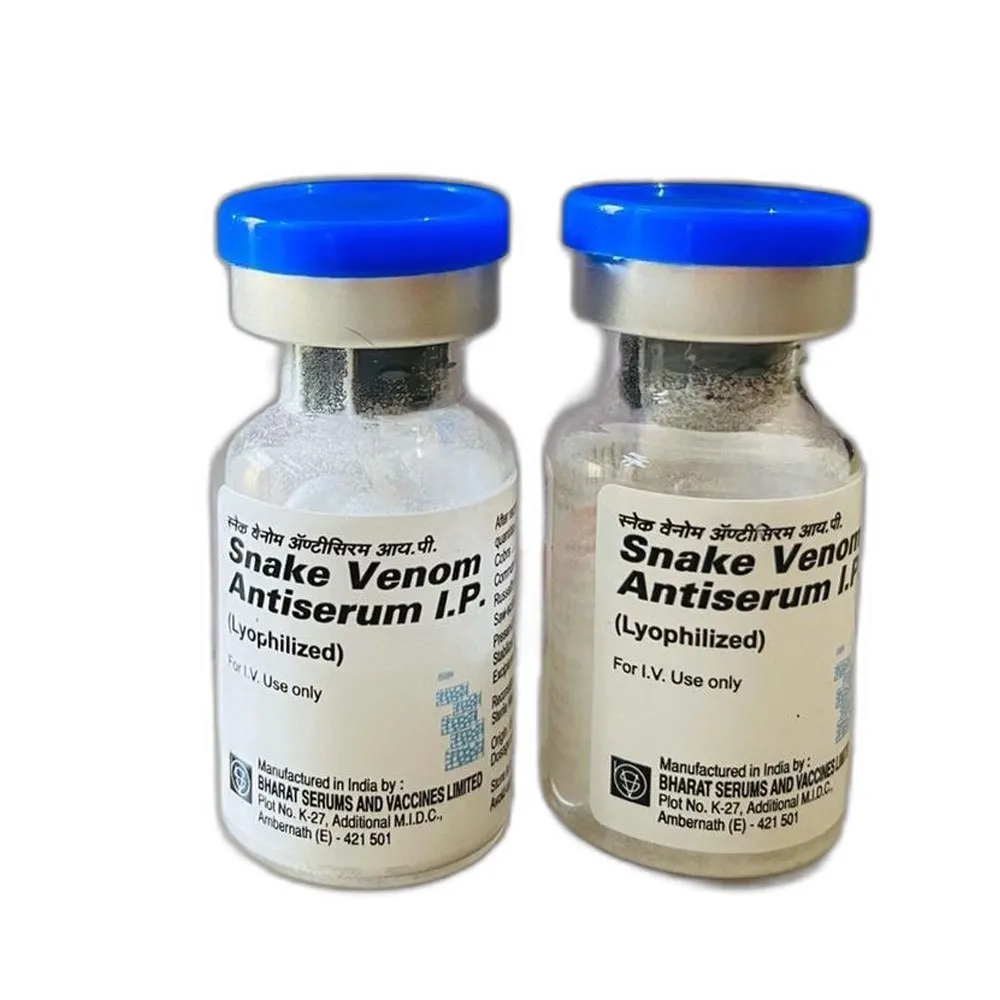 स्नेक वेनोम ॲण्टीसिरम आय.पी.
Snake Venom
Antiserum I.P.
(Lyophilized)
For I.V. Use only
Manufactured in India by :
BHARAT SERUMS AND VACCINES LIMITED
Plot No. K-27, Additional M.I.D.C.,
Ambernath (E) - 421 501
After
Cobra
स्नेक वेनोम ॲण्टीसिरम आय.पी.
Snake Venom
Antiserum I.P
(Lyophilized)
For I.V. Use only
Manufactured in India by :
BHARAT SERUMS AND VACCINES
Plot No. K-27, Additional M.I.D.C.,
Ambernath (E) - 421 501